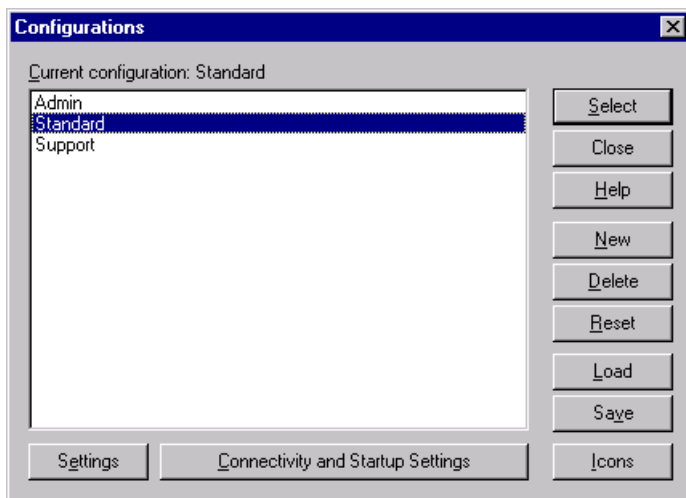 Configurations
Current configuration: Standard
Admin
Standard
Support
Select
Close
Help
New
Delete
Reset
Load
Save
Settings
Connectivity and Startup Settings
Icons